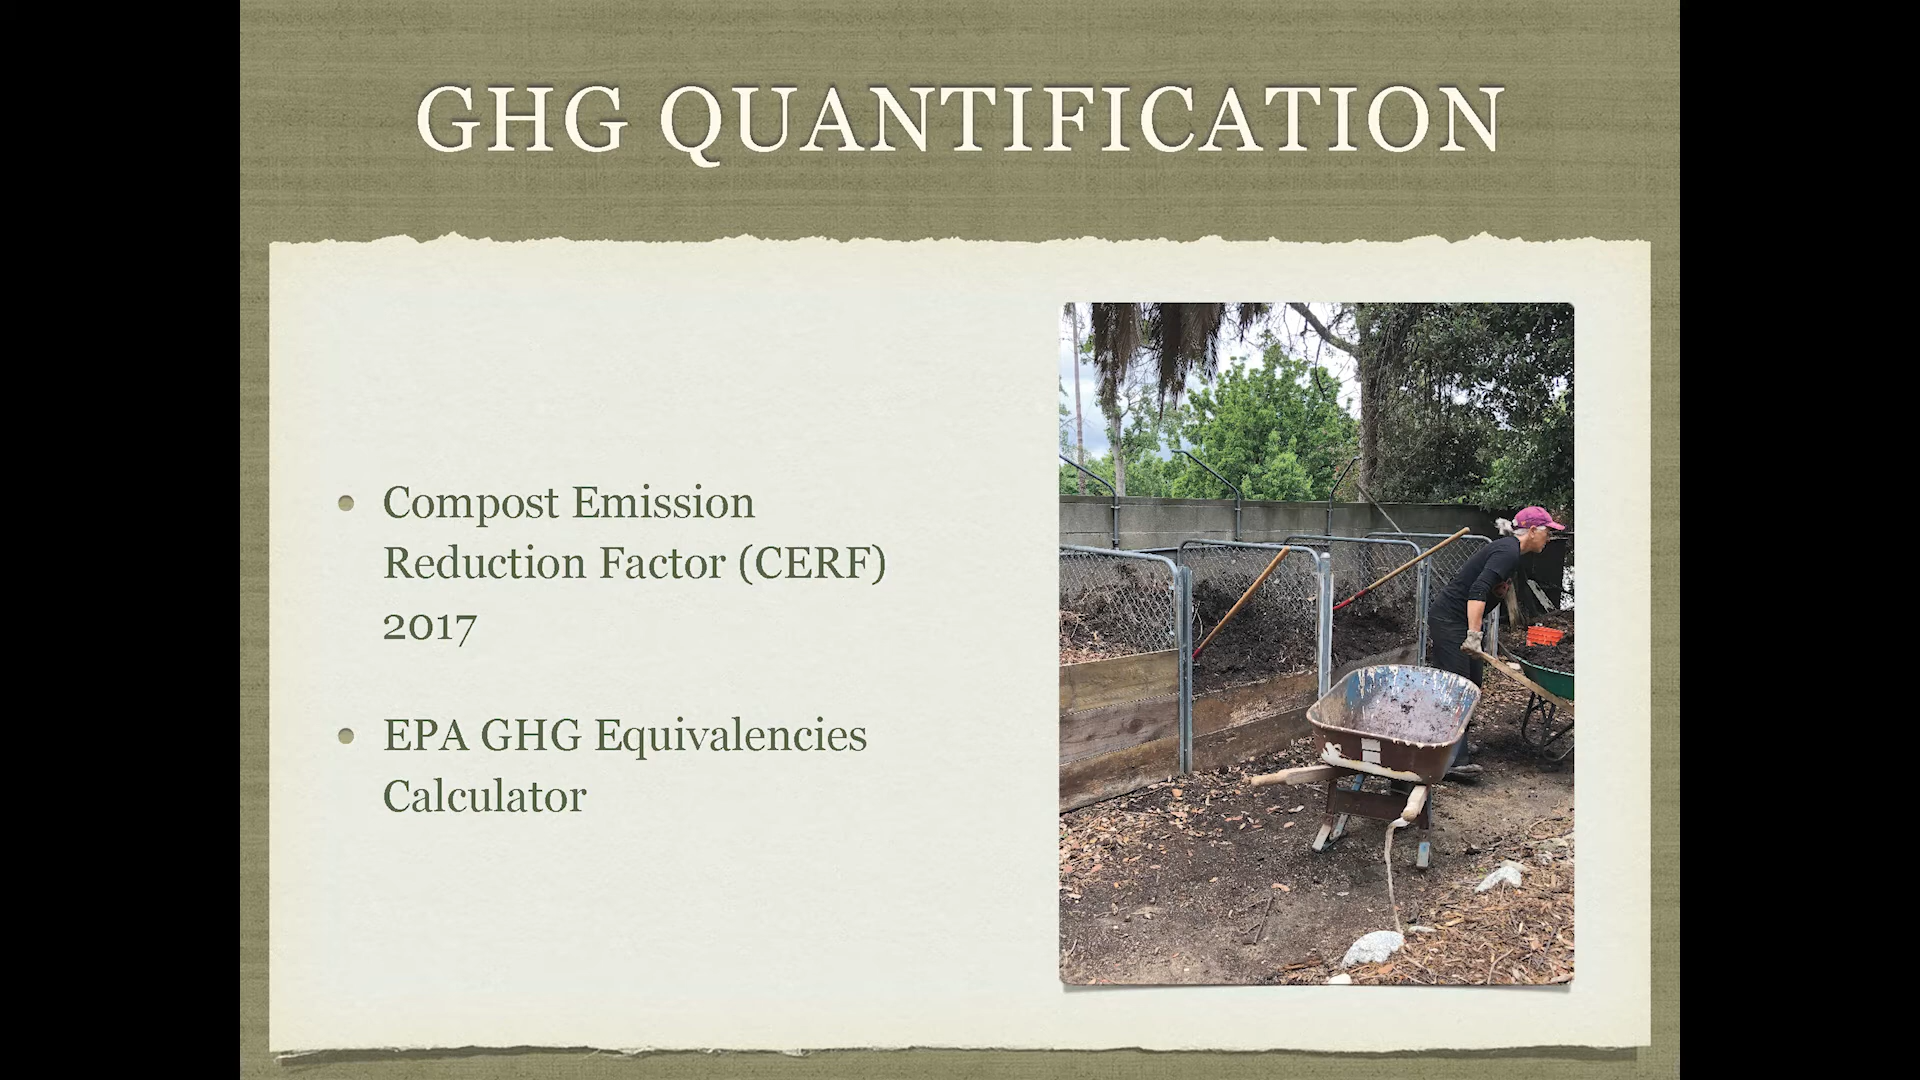 GHG QUANTIFICATION
Compost Emission
Reduction Factor (CERF)
2017
EPA GHG Equivalencies
Calculator